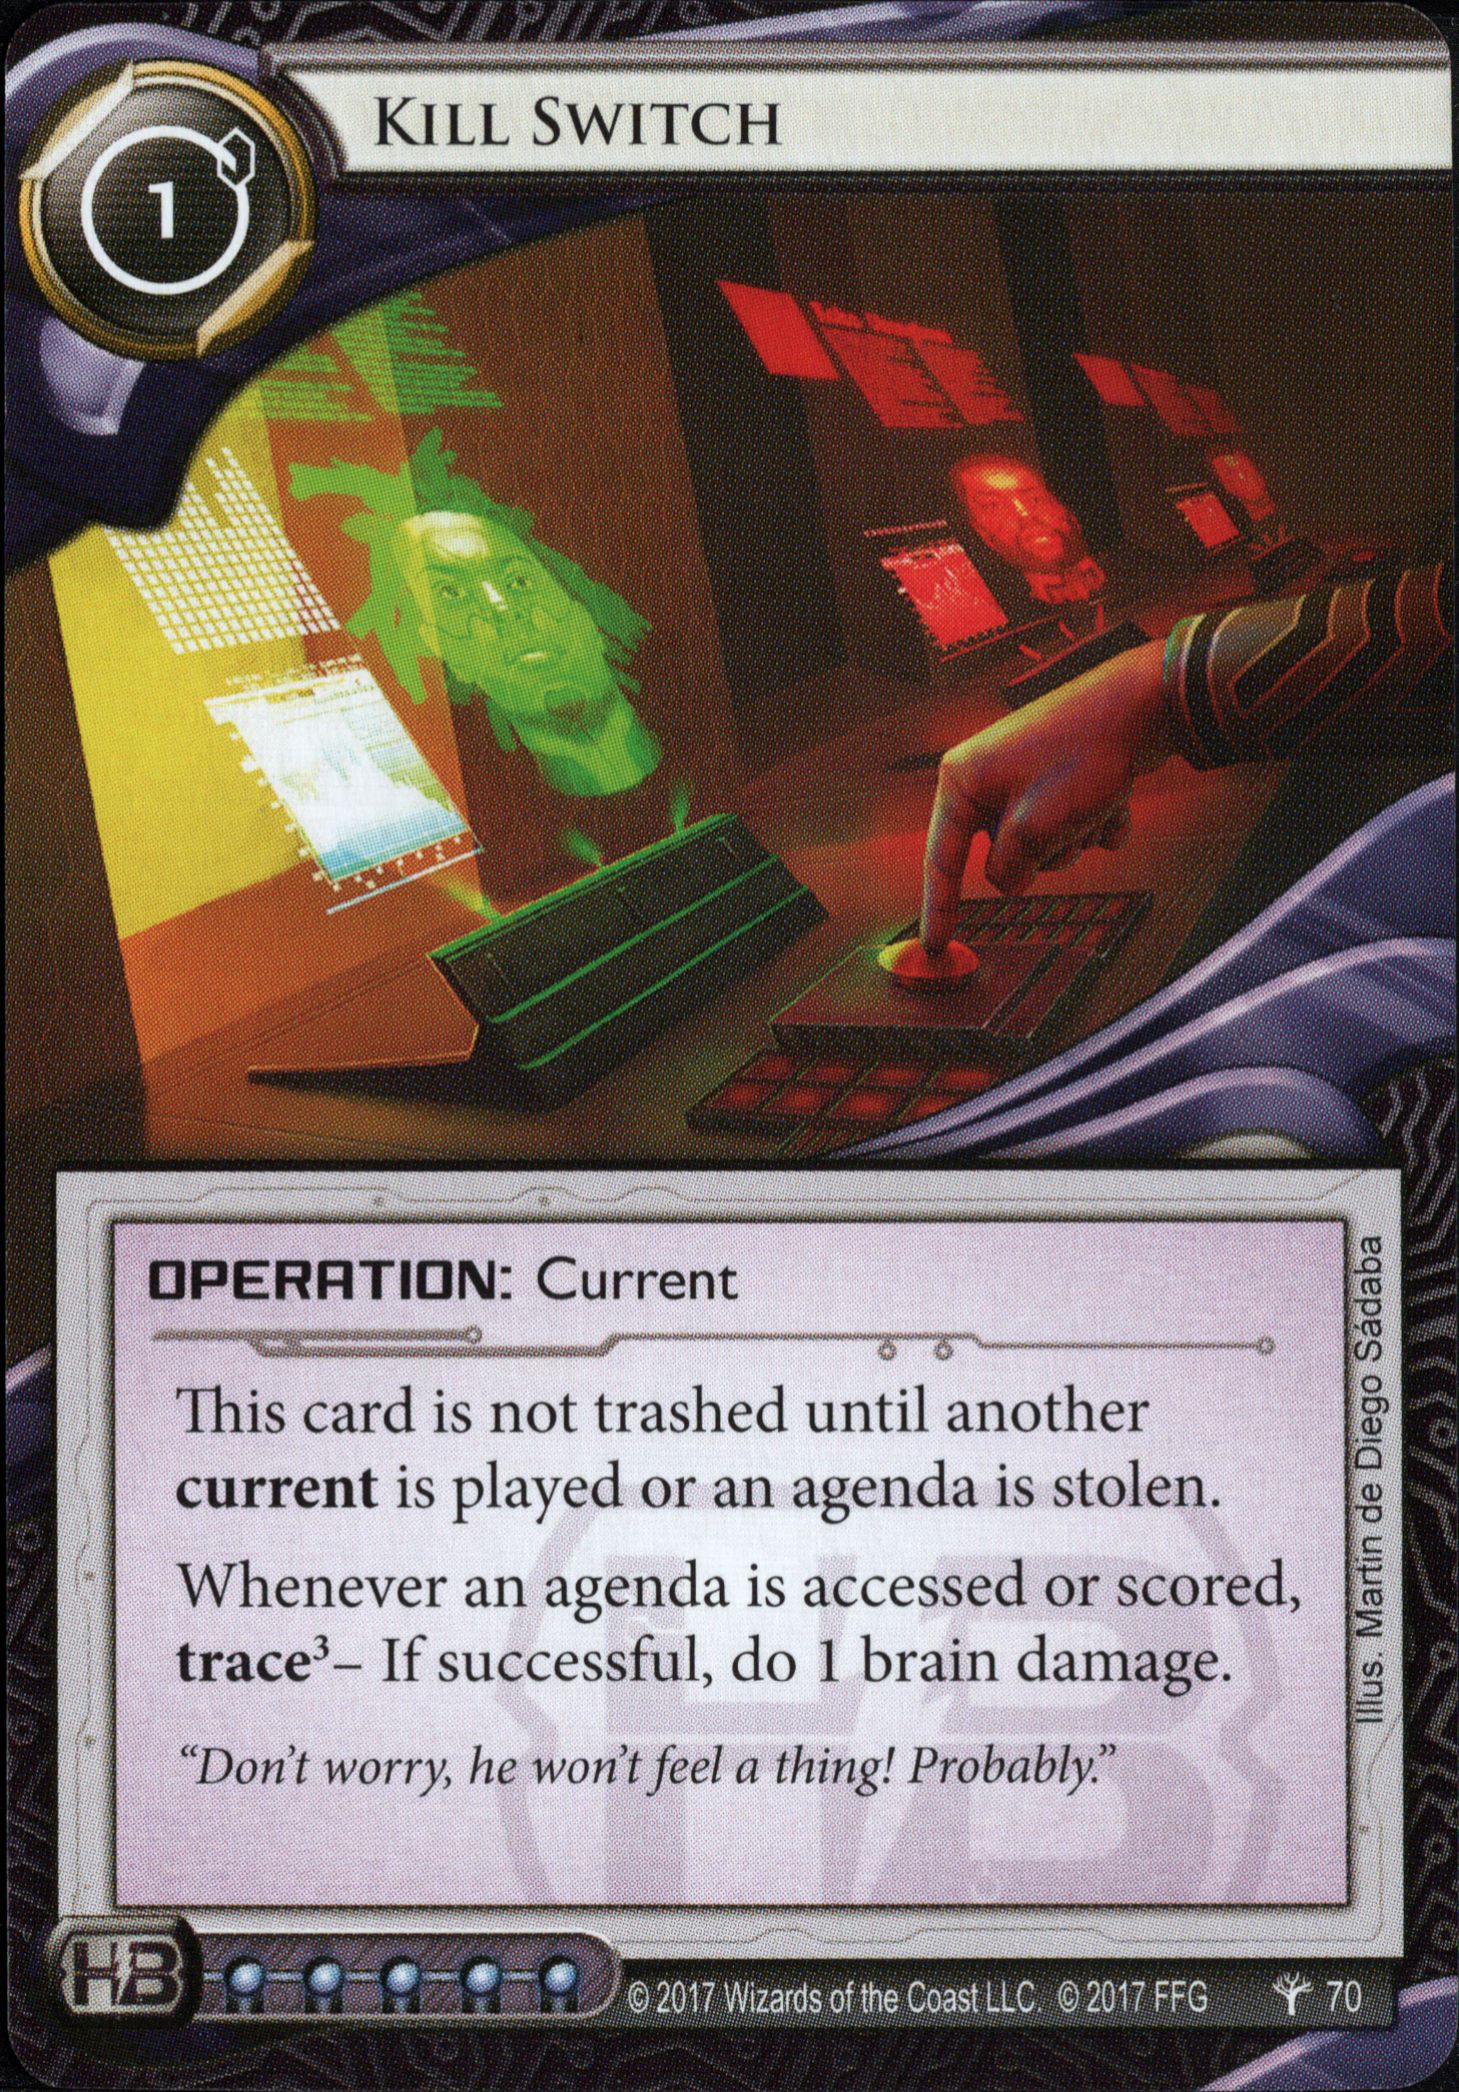 1
KILL SWITCH
OPERATION: Current
This card is not trashed until another
current is played or an agenda is stolen.
Whenever an agenda is accessed or scored,
trace³– If successful, do 1 brain damage.
“Don’t worry, he won’t feel a thing! Probably.”
Illus. Martín de Diego Sádaba
HB
© 2017 Wizards of the Coast LLC. © 2017 FFG
70